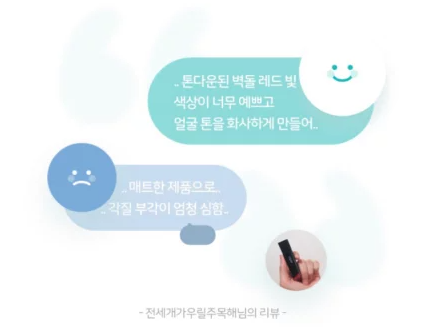 .. 톤다운된 벽돌 레드 빛
색상이 너무 예쁘고
얼굴 톤을 화사하게 만들어..
.. 매트한 제품으로..
.. 각질 부각이 엄청 심함..
- 전세개가우릴주목해님의 리뷰 -